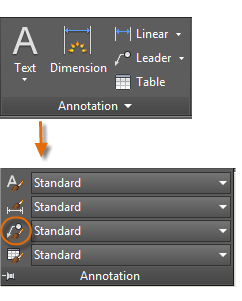 A
Linear
Text
Dimension
Leader
Table
Annotation
A Standard
Standard
Standard
Standard
Annotation